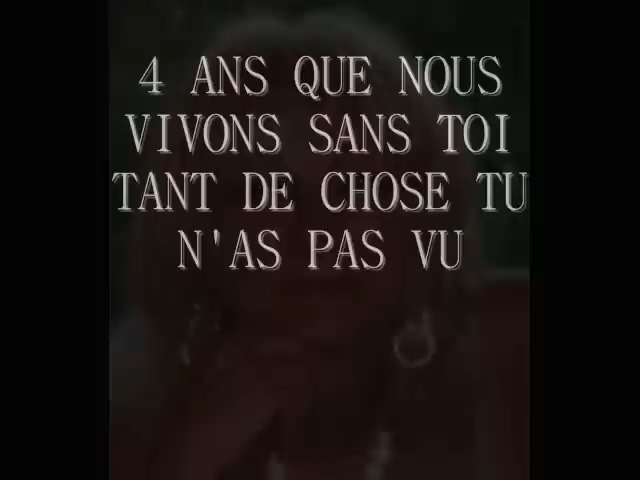 4 ANS QUE NOUS
VIVONS SANS TOI
TANT DE CHOSE TU
N'AS PAS VU